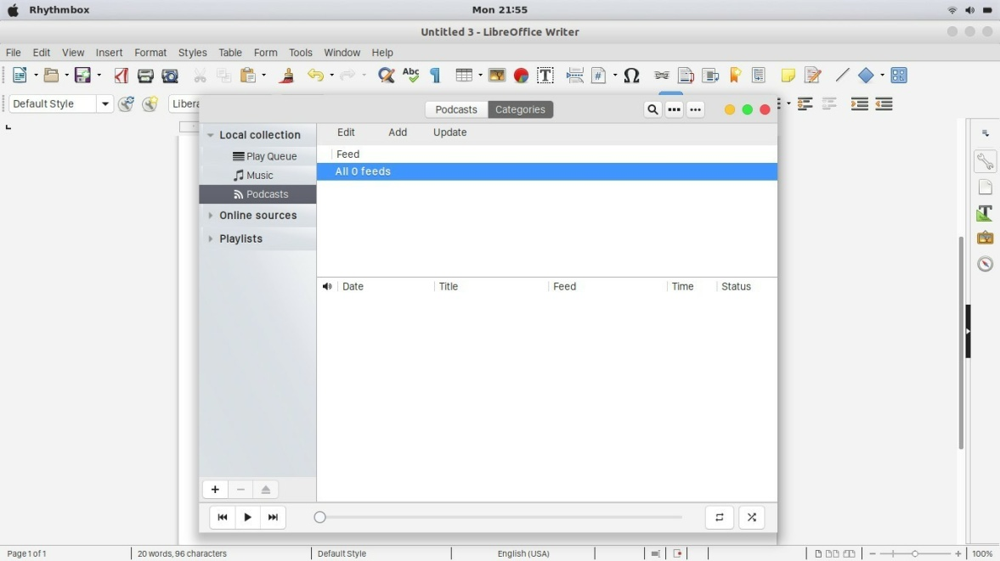 Rhythmbox
Mon 21:55
Untitled 3 - LibreOffice Writer
File Edit View Insert Format Styles Table Form Tools Window Help
Abc
Default Style
Libera
Podcasts Categories
Local collection
Play Queue
Music
Podcasts
Online sources
Playlists
Edit Add Update
Feed
All 0 feeds
Date Title Feed Time Status
Page 1 of 1 20 words, 96 characters Default Style English (USA) 100%